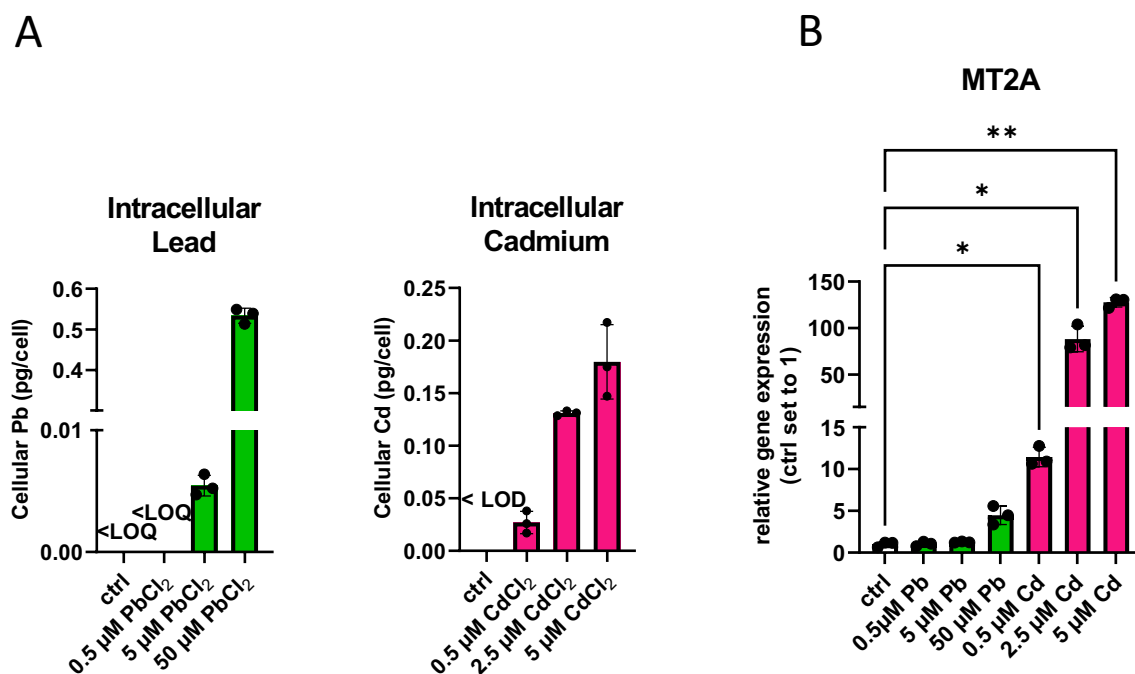 A
B
Intracellular
Lead
Cellular Pb (pg/cell)
0.6
0.5
0.4
0.01
0.00
<LOQ
<LOQ
ctrl
0.5 µM PbCl₂
5 µM PbCl₂
50 µM PbCl₂
Intracellular
Cadmium
Cellular Cd (pg/cell)
0.25
0.20
0.15
0.10
0.05
0.00
< LOD
ctrl
0.5 µM CdCl₂
2.5 µM CdCl₂
5 µM CdCl₂
MT2A
**
*
*
relative gene expression
(ctrl set to 1)
150
100
50
15
10
5
0
ctrl
0.5µM Pb
5 µM Pb
50 µM Pb
0.5 µM Cd
2.5 µM Cd
5 µM Cd